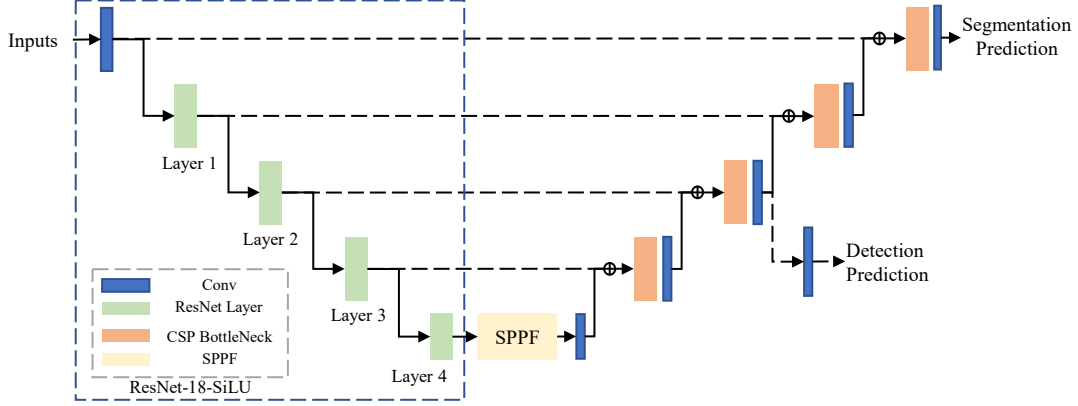 Inputs
Segmentation
Prediction
Layer 1
Layer 2
Detection
Prediction
Layer 3
SPPF
Layer 4
Conv
ResNet Layer
CSP BottleNeck
SPPF
ResNet-18-SiLU